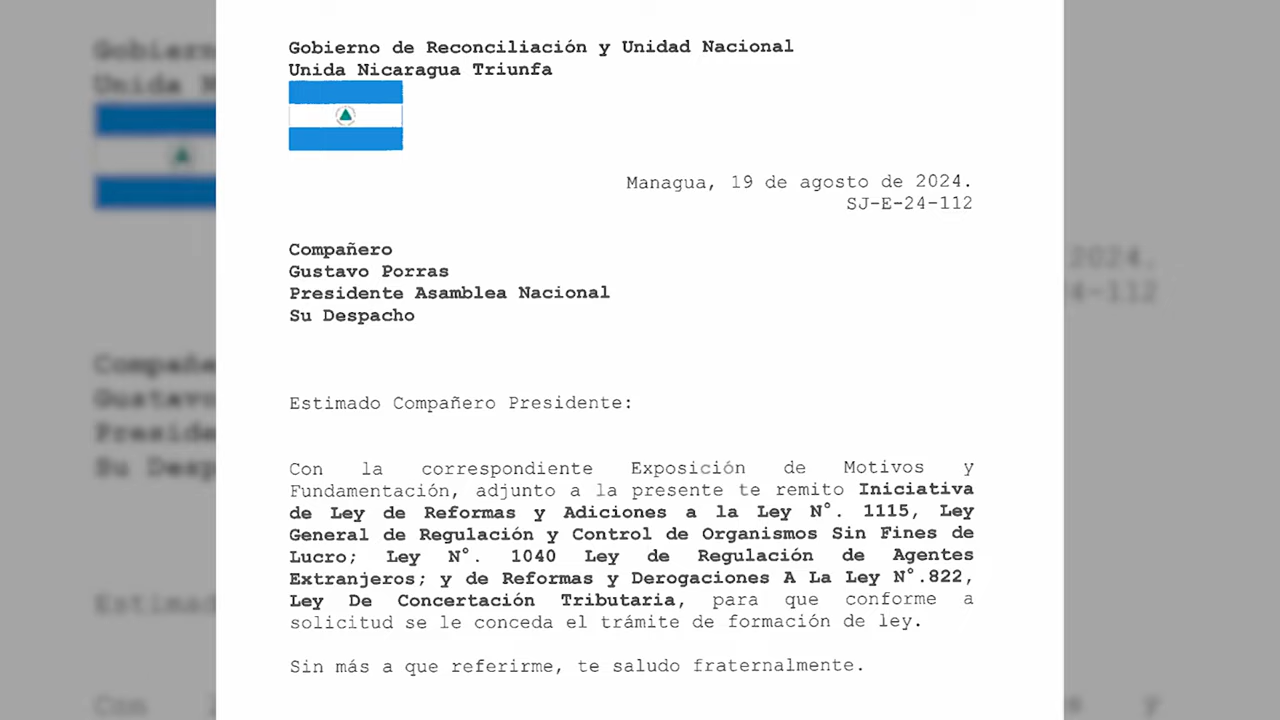 Gobierno de Reconciliación y Unidad Nacional
Unida Nicaragua Triunfa
Managua, 19 de agosto de 2024.
SJ-E-24-112
Compañero
Gustavo Porras
Presidente Asamblea Nacional
Su Despacho
Estimado Compañero Presidente:
Con la correspondiente Exposición de Motivos y
Fundamentación, adjunto a la presente te remito Iniciativa
de Ley de Reformas y Adiciones a la Ley N°. 1115, Ley
General de Regulación y Control de Organismos Sin Fines de
Lucro; Ley N°. 1040 Ley de Regulación de Agentes
Extranjeros; y de Reformas y Derogaciones A La Ley N°.822,
Ley De Concertación Tributaria, para que conforme a
solicitud se le conceda el trámite de formación de ley.
Sin más a que referirme, te saludo fraternalmente.